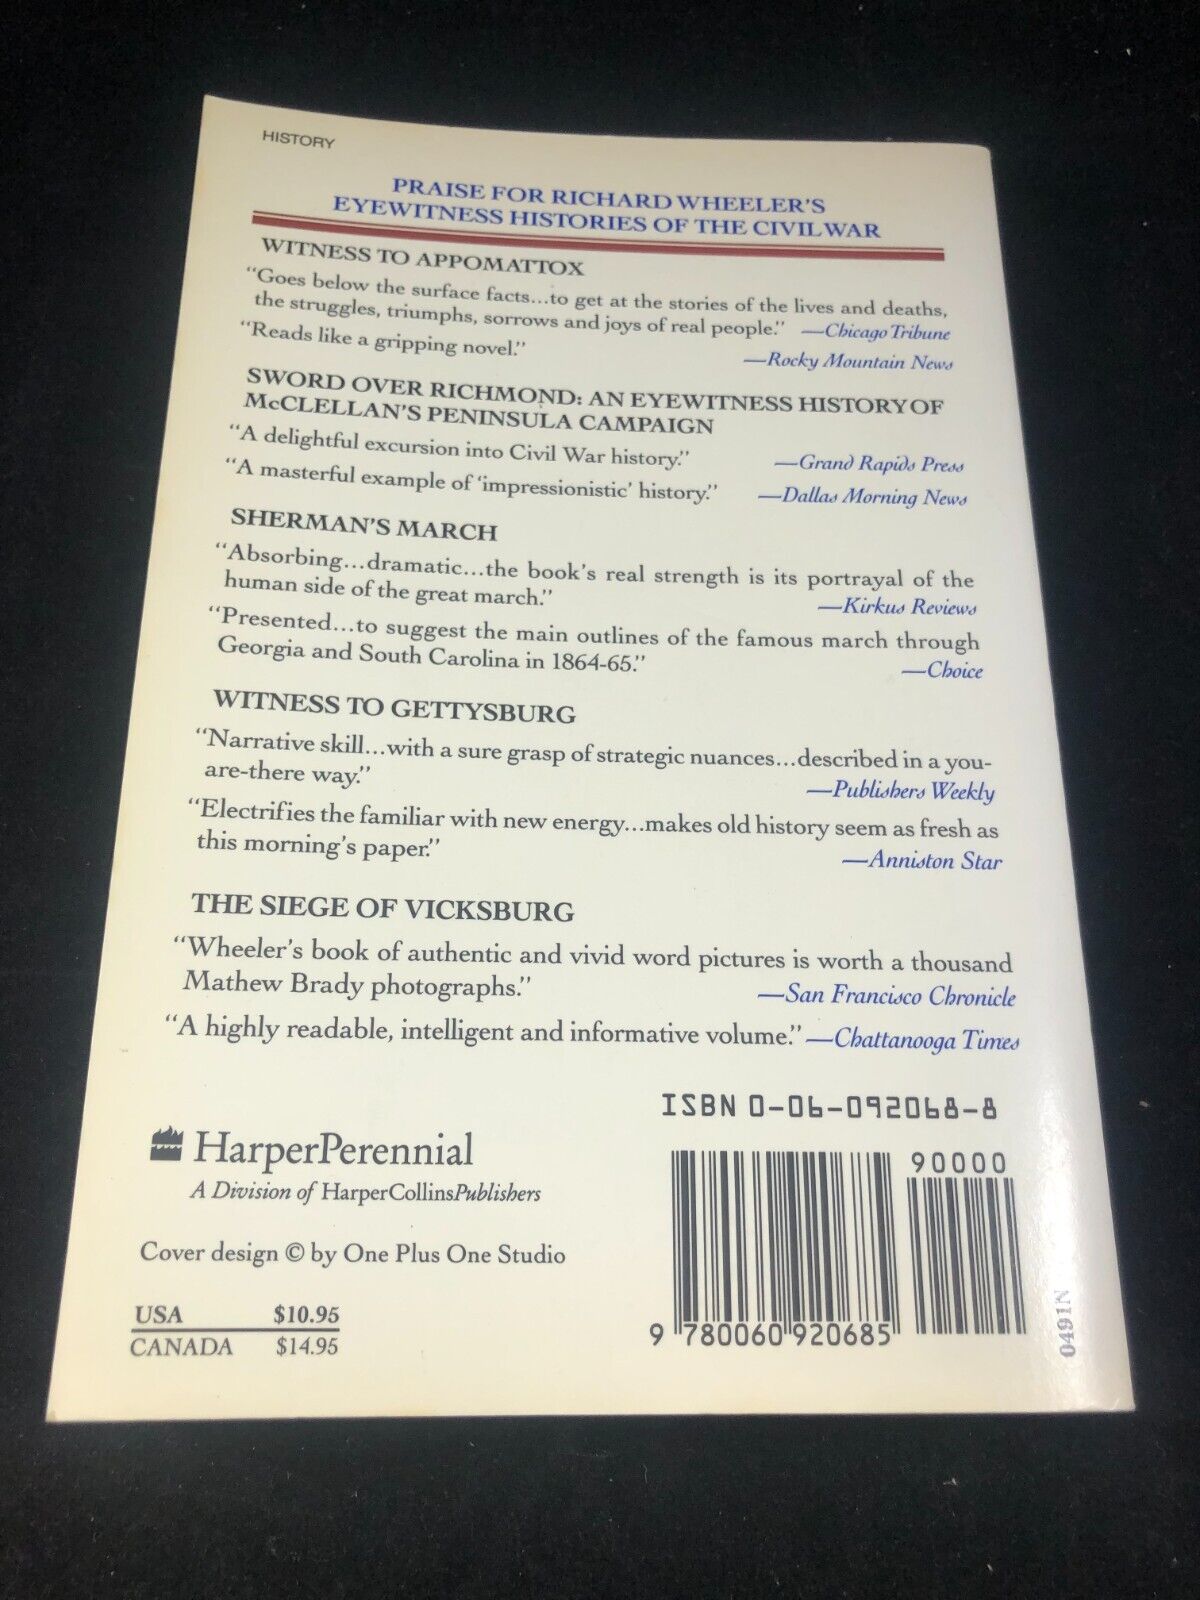 HISTORY
PRAISE FOR RICHARD WHEELER'S
EYEWITNESS HISTORIES OF THE CIVIL WAR
WITNESS TO APPOMATTOX
"Goes below the surface facts...to get at the stories of the lives and deaths,
the struggles, triumphs, sorrows and joys of real people." —Chicago Tribune
"Reads like a gripping novel." —Rocky Mountain News
SWORD OVER RICHMOND: AN EYEWITNESS HISTORY OF
McCLELLAN'S PENINSULA CAMPAIGN
"A delightful excursion into Civil War history." —Grand Rapids Press
"A masterful example of 'impressionistic' history." —Dallas Morning News
SHERMAN'S MARCH
"Absorbing...dramatic...the book's real strength is its portrayal of the
human side of the great march." —Kirkus Reviews
"Presented...to suggest the main outlines of the famous march through
Georgia and South Carolina in 1864-65." —Choice
WITNESS TO GETTYSBURG
"Narrative skill...with a sure grasp of strategic nuances...described in a you-
are-there way." —Publishers Weekly
"Electrifies the familiar with new energy...makes old history seem as fresh as
this morning's paper." —Anniston Star
THE SIEGE OF VICKSBURG
"Wheeler's book of authentic and vivid word pictures is worth a thousand
Mathew Brady photographs." —San Francisco Chronicle
"A highly readable, intelligent and informative volume." —Chattanooga Times
HarperPerennial
A Division of HarperCollinsPublishers
Cover design © by One Plus One Studio
USA $10.95
CANADA $14.95
ISBN 0-06-092068-8
90000
9 780060 920685
0491N